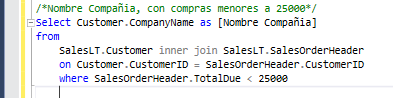 /*Nombre Compañia, con compras menores a 25000*/
Select Customer.CompanyName as [Nombre Compañia]
from
SalesLT.Customer inner join SalesLT.SalesOrderHeader
on Customer.CustomerID = SalesOrderHeader.CustomerID
where SalesOrderHeader.TotalDue < 25000